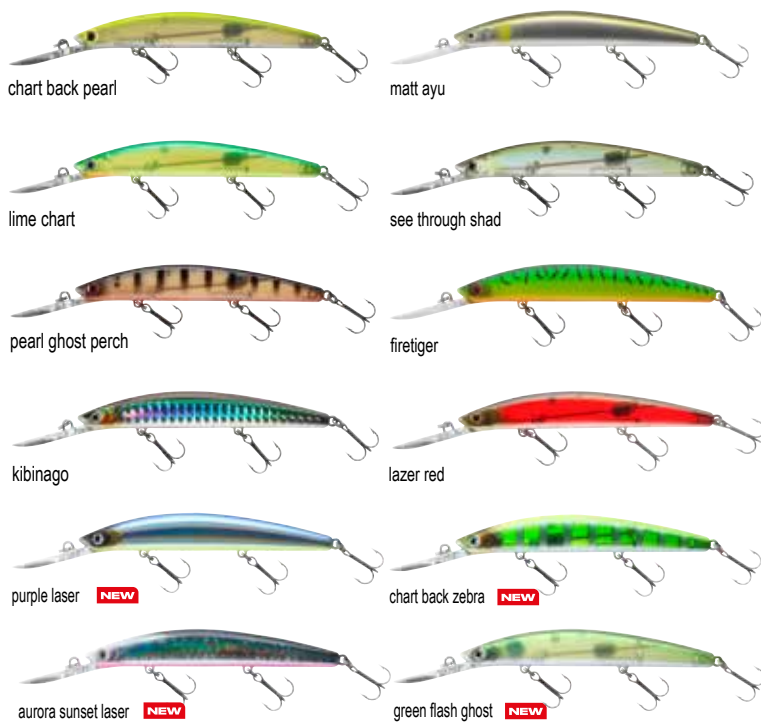 chart back pearl
matt ayu
lime chart
see through shad
pearl ghost perch
firetiger
kibinago
lazer red
purple laser NEW
chart back zebra NEW
aurora sunset laser NEW
green flash ghost NEW